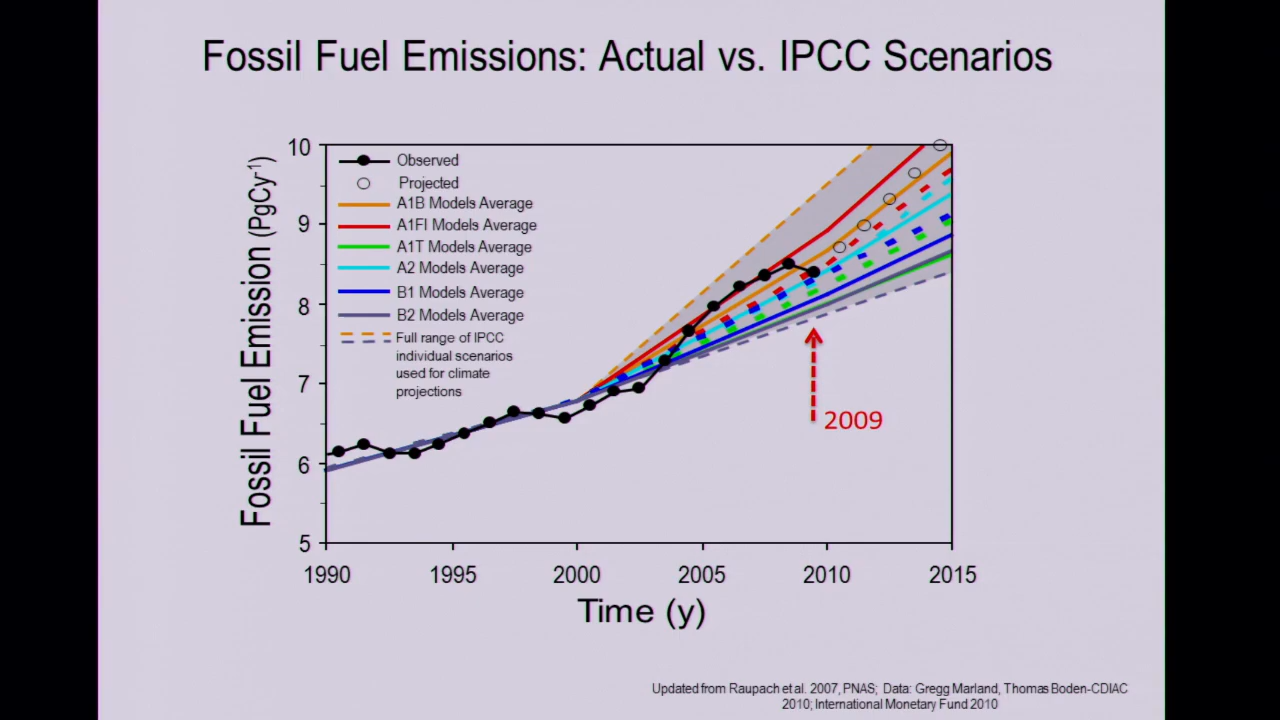 Fossil Fuel Emissions: Actual vs. IPCC Scenarios
Fossil Fuel Emission (PgCy-1)
10
9
8
7
6
5
Observed
Projected
A1B Models Average
A1FI Models Average
A1T Models Average
A2 Models Average
B1 Models Average
B2 Models Average
Full range of IPCC
individual scenarios
used for climate
projections
2009
1990 1995 2000 2005 2010 2015
Time (y)
Updated from Raupach et al. 2007, PNAS; Data: Gregg Marland, Thomas Boden-CDIAC
2010; International Monetary Fund 2010